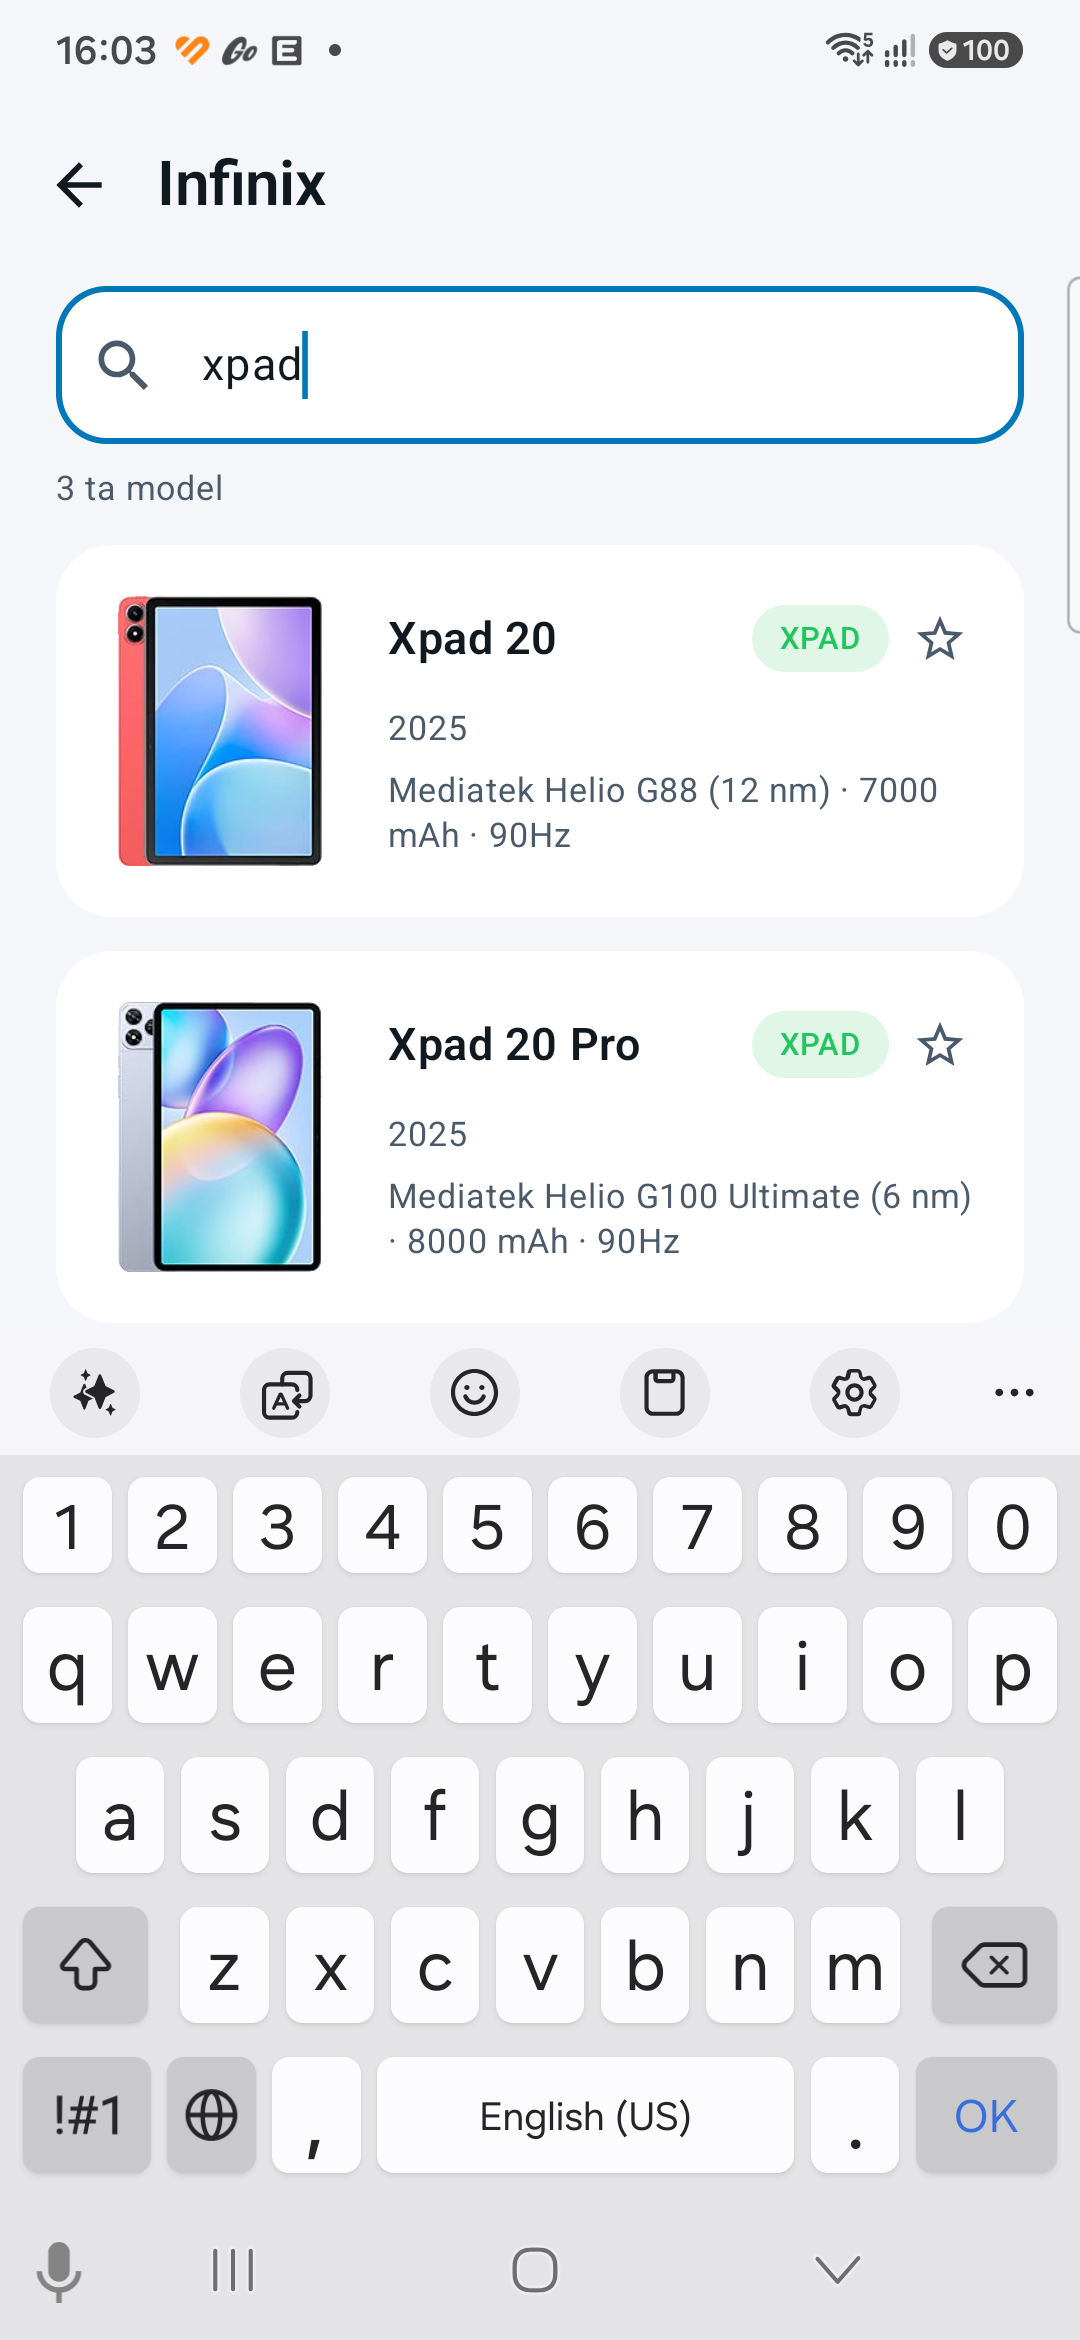 16:03 Go E 5 100
Infinix
xpad
3 ta model
Xpad 20 XPAD
2025
Mediatek Helio G88 (12 nm) · 7000
mAh · 90Hz
Xpad 20 Pro XPAD
2025
Mediatek Helio G100 Ultimate (6 nm)
· 8000 mAh · 90Hz
A
1 2 3 4 5 6 7 8 9 0
q w e r t y u i o p
a s d f g h j k l
z x c v b n m
!#1 , English (US) . OK